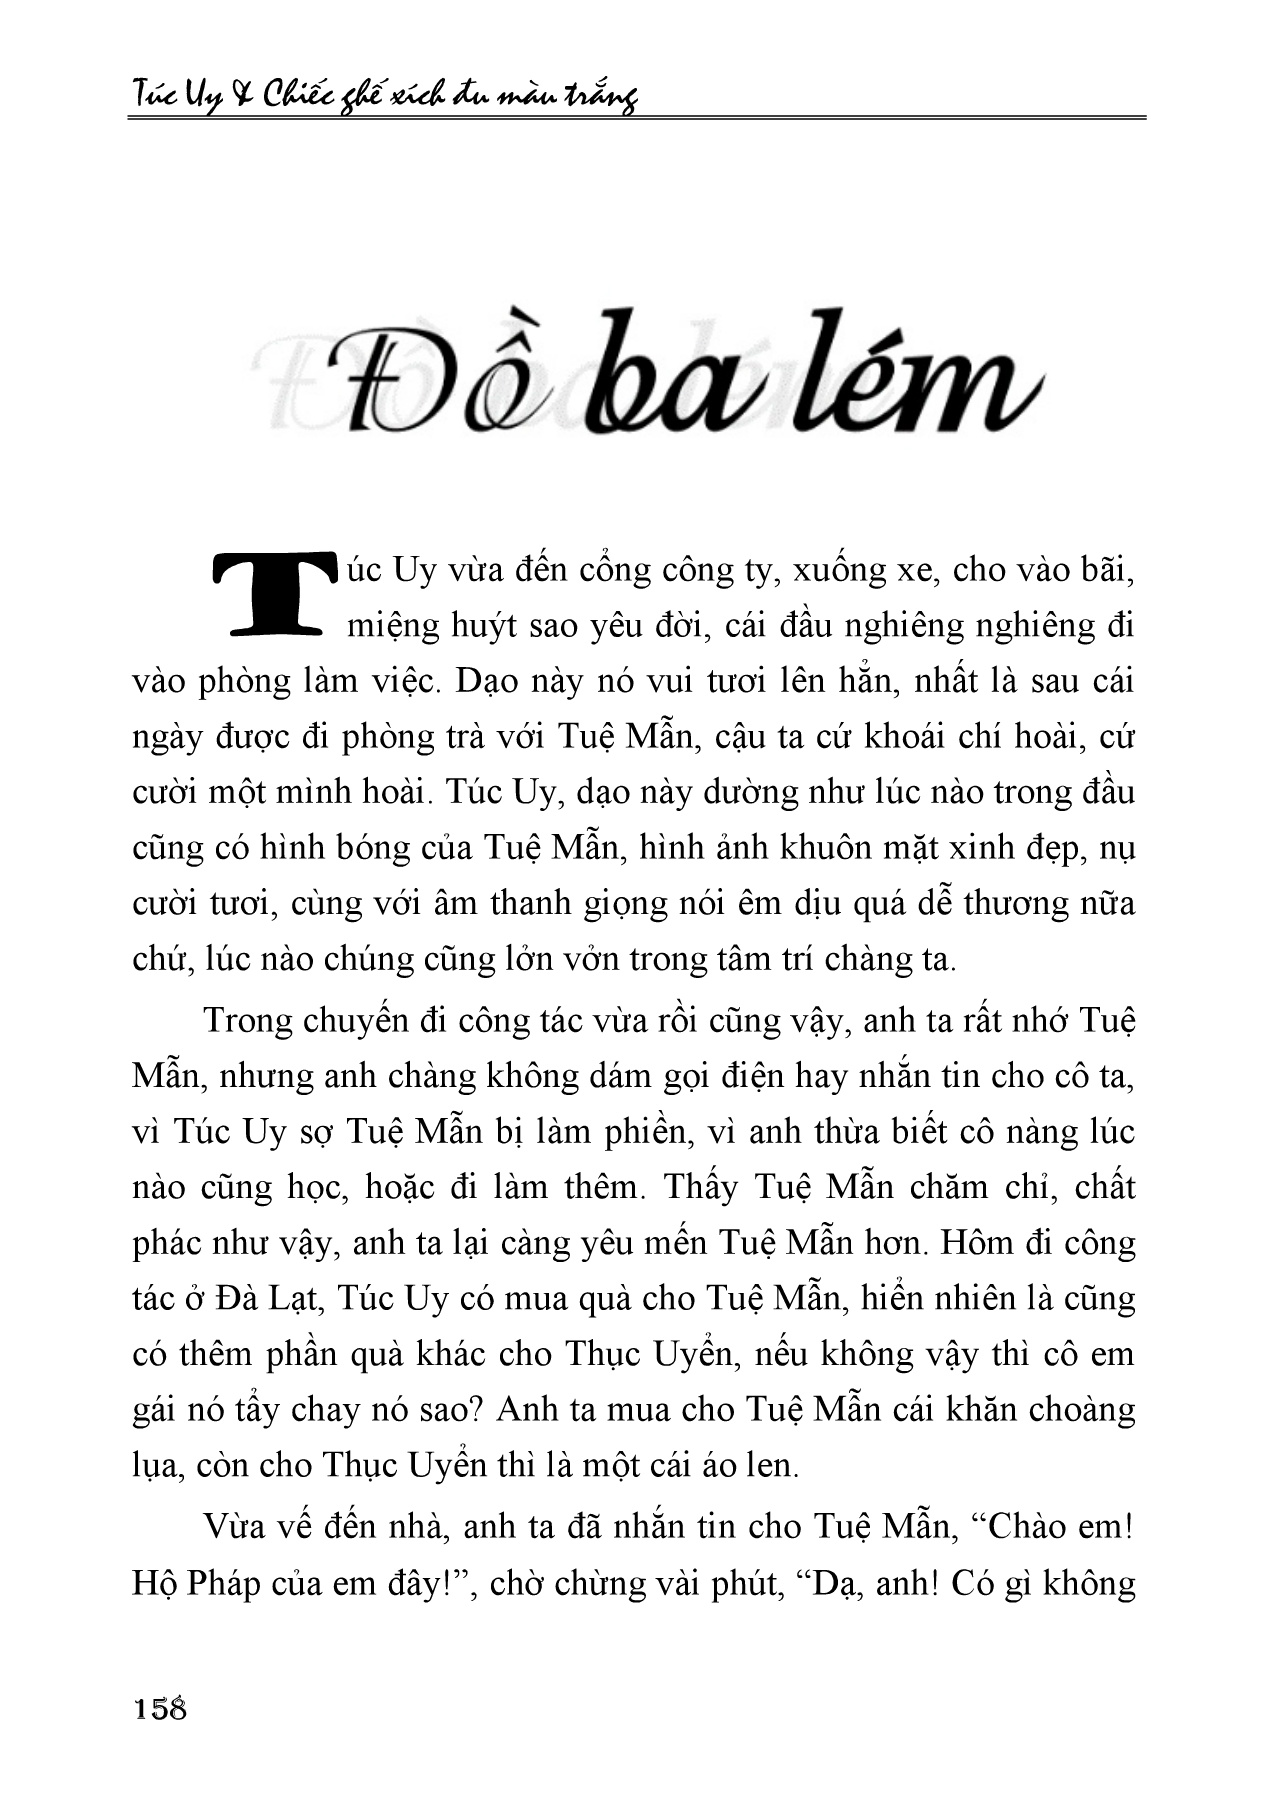 Túc Uy & Chiếc ghế xích đu màu trắng
Đồ ba lém
Túc Uy vừa đến cổng công ty, xuống xe, cho vào bãi,
miệng huýt sao yêu đời, cái đầu nghiêng nghiêng đi
vào phòng làm việc. Dạo này nó vui tươi lên hẳn, nhất là sau cái
ngày được đi phòng trà với Tuệ Mẫn, cậu ta cứ khoái chí hoài, cứ
cười một mình hoài. Túc Uy, dạo này dường như lúc nào trong đầu
cũng có hình bóng của Tuệ Mẫn, hình ảnh khuôn mặt xinh đẹp, nụ
cười tươi, cùng với âm thanh giọng nói êm dịu quá dễ thương nữa
chứ, lúc nào chúng cũng lởn vởn trong tâm trí chàng ta.
Trong chuyến đi công tác vừa rồi cũng vậy, anh ta rất nhớ Tuệ
Mẫn, nhưng anh chàng không dám gọi điện hay nhắn tin cho cô ta,
vì Túc Uy sợ Tuệ Mẫn bị làm phiền, vì anh thừa biết cô nàng lúc
nào cũng học, hoặc đi làm thêm. Thấy Tuệ Mẫn chăm chỉ, chất
phác như vậy, anh ta lại càng yêu mến Tuệ Mẫn hơn. Hôm đi công
tác ở Đà Lạt, Túc Uy có mua quà cho Tuệ Mẫn, hiển nhiên là cũng
có thêm phần quà khác cho Thục Uyển, nếu không vậy thì cô em
gái nó tẩy chay nó sao? Anh ta mua cho Tuệ Mẫn cái khăn choàng
lụa, còn cho Thục Uyển thì là một cái áo len.
Vừa vế đến nhà, anh ta đã nhắn tin cho Tuệ Mẫn, “Chào em!
Hộ Pháp của em đây!”, chờ chừng vài phút, “Dạ, anh! Có gì không
158